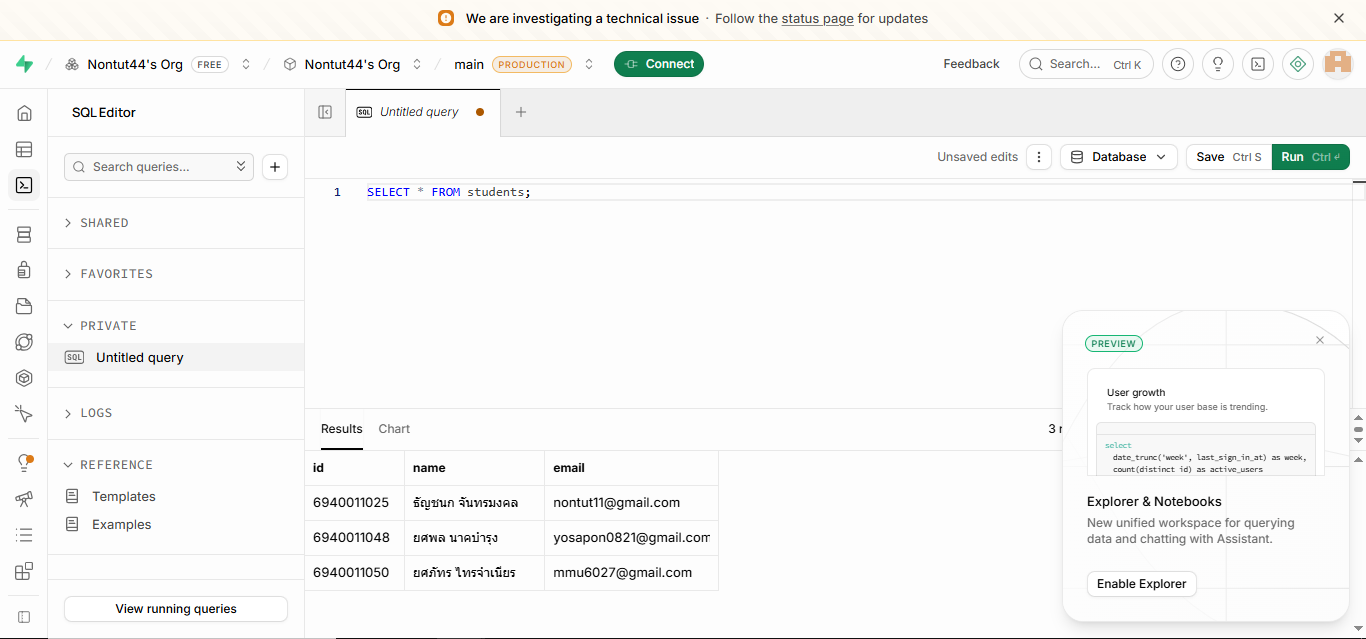 We are investigating a technical issue · Follow the status page for updates
Nontut44's Org FREE
Nontut44's Org
main PRODUCTION
Connect
Feedback
Search... Ctrl K
SQL Editor
SQL Untitled query
Search queries...
Unsaved edits
Database
Save Ctrl S
Run Ctrl ↵
1 SELECT * FROM students;
SHARED
FAVORITES
PRIVATE
SQL Untitled query
LOGS
REFERENCE
Templates
Examples
View running queries
Results Chart
3
id name email
6940011025 ธัญชนก จันทรมงคล nontut11@gmail.com
6940011048 ยศพล นาคบำรุง yosapon0821@gmail.com
6940011050 ยศภัทร ไทรจำเนียร mmu6027@gmail.com
PREVIEW
User growth
Track how your user base is trending.
select
date_trunc('week', last_sign_in_at) as week,
count(distinct id) as active_users
Explorer & Notebooks
New unified workspace for querying
data and chatting with Assistant.
Enable Explorer